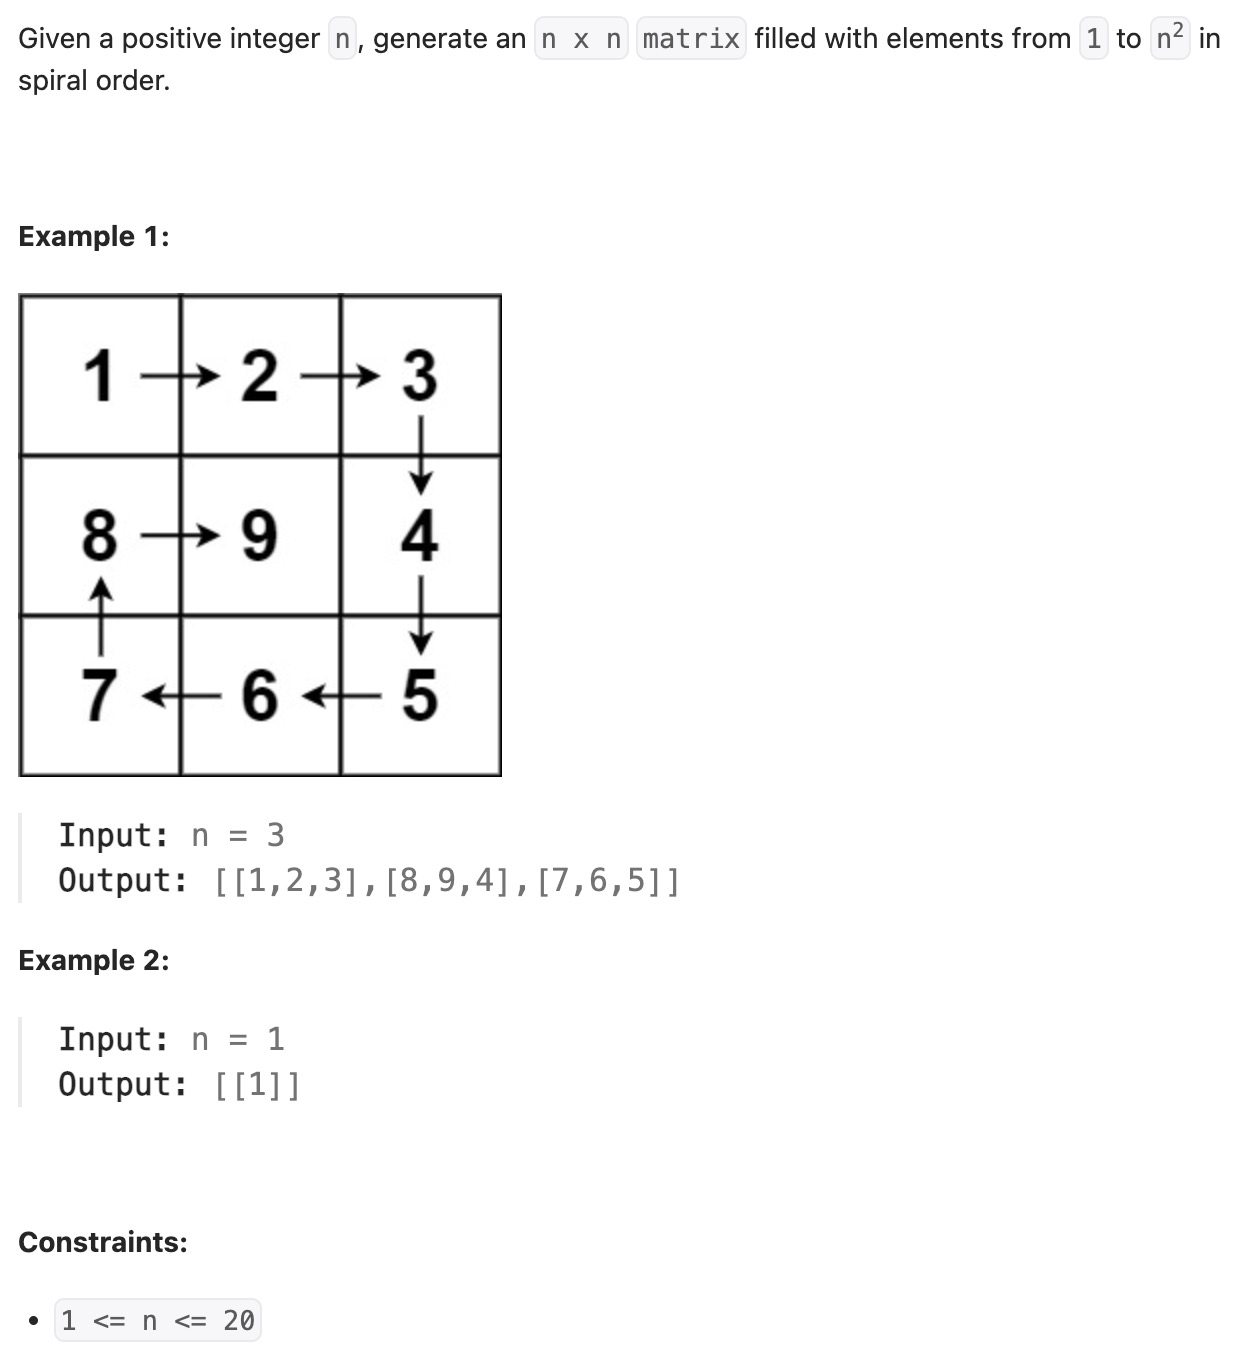 Given a positive integer n, generate an n x n matrix filled with elements from 1 to n² in
spiral order.
Example 1:
1 → 2 → 3
8 → 9 4
7 ← 6 ← 5
Input: n = 3
Output: [[1,2,3],[8,9,4],[7,6,5]]
Example 2:
Input: n = 1
Output: [[1]]
Constraints:
• 1 <= n <= 20